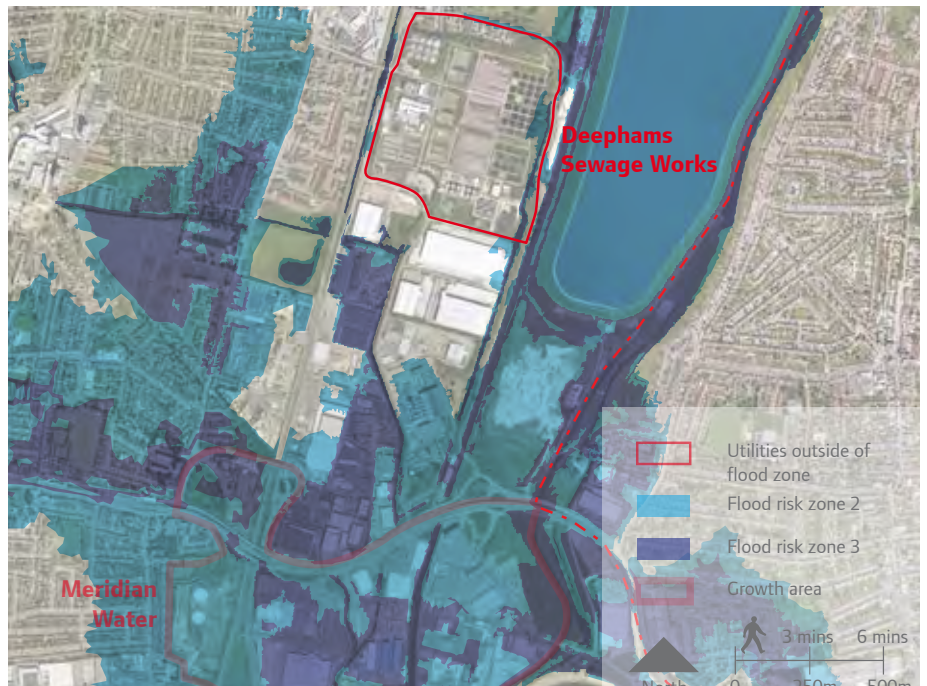 Deephams
Sewage Works
Utilities outside of
flood zone
Flood risk zone 2
Flood risk zone 3
Meridian
Water
Growth area
3 mins 6 mins
North
0 250m 500m